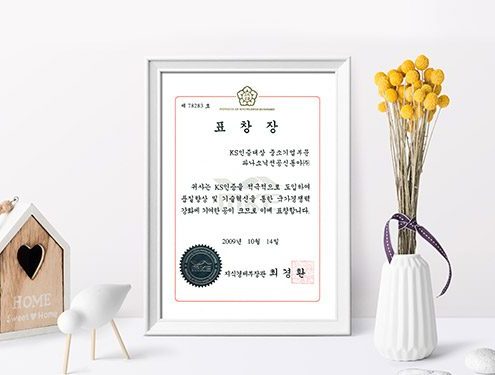 MINISTRY OF KNOWLEDGE ECONOMY
제 78283 호
표 창 장
KS인증대상 중소기업부문
파나소닉전공신동아㈜
귀사는 KS인증을 적극적으로 도입하여
품질향상 및 기술혁신을 통한 국가경쟁력
강화에 기여한 공이 크므로 이에 표창합니다.
2009년 10월 14일
지식경제부장관 최 경 환
HOME
Sweet ♥ Home